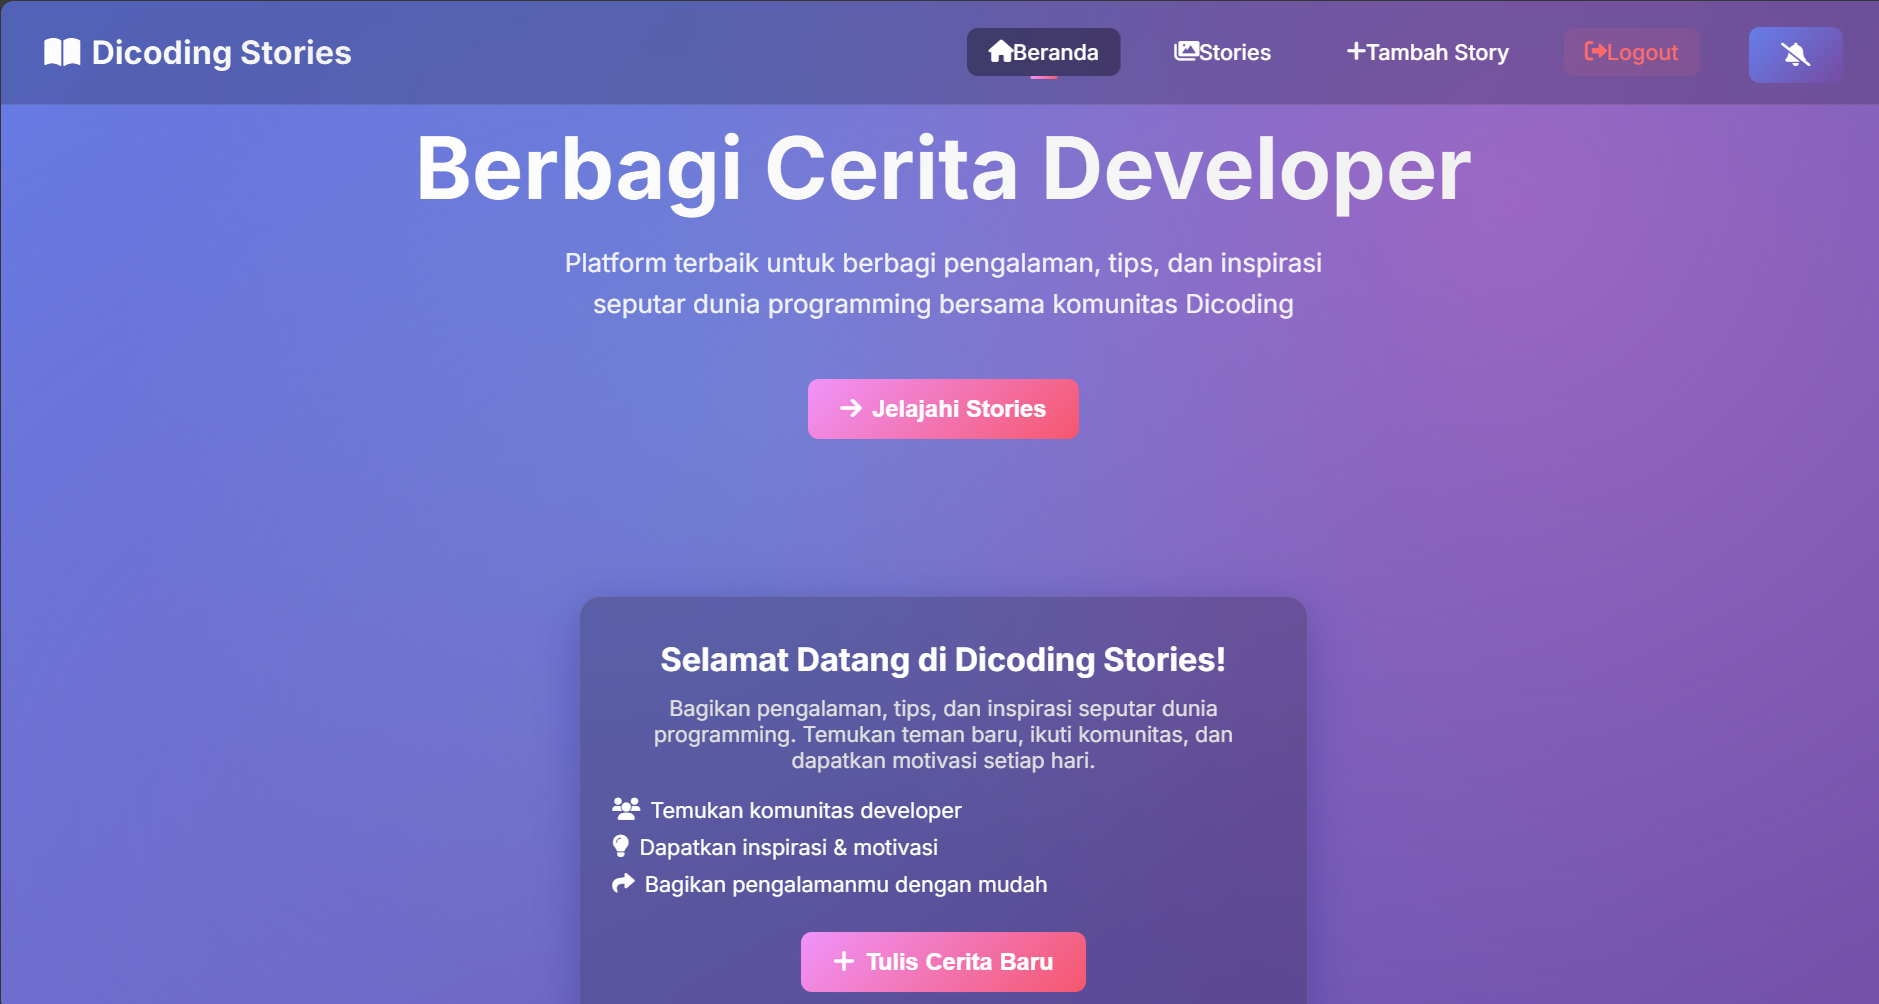 Dicoding Stories
Beranda
Stories
Tambah Story
Logout
Berbagi Cerita Developer
Platform terbaik untuk berbagi pengalaman, tips, dan inspirasi
seputar dunia programming bersama komunitas Dicoding
Jelajahi Stories
Selamat Datang di Dicoding Stories!
Bagikan pengalaman, tips, dan inspirasi seputar dunia
programming. Temukan teman baru, ikuti komunitas, dan
dapatkan motivasi setiap hari.
Temukan komunitas developer
Dapatkan inspirasi & motivasi
Bagikan pengalamanmu dengan mudah
Tulis Cerita Baru